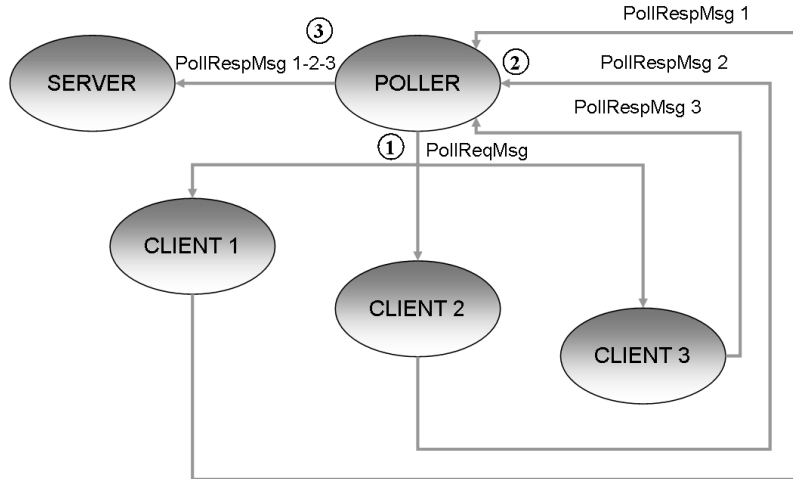 PollRespMsg 1
3
PollRespMsg 1-2-3
SERVER
POLLER
2
PollRespMsg 2
PollRespMsg 3
1
PollReqMsg
CLIENT 1
CLIENT 2
CLIENT 3